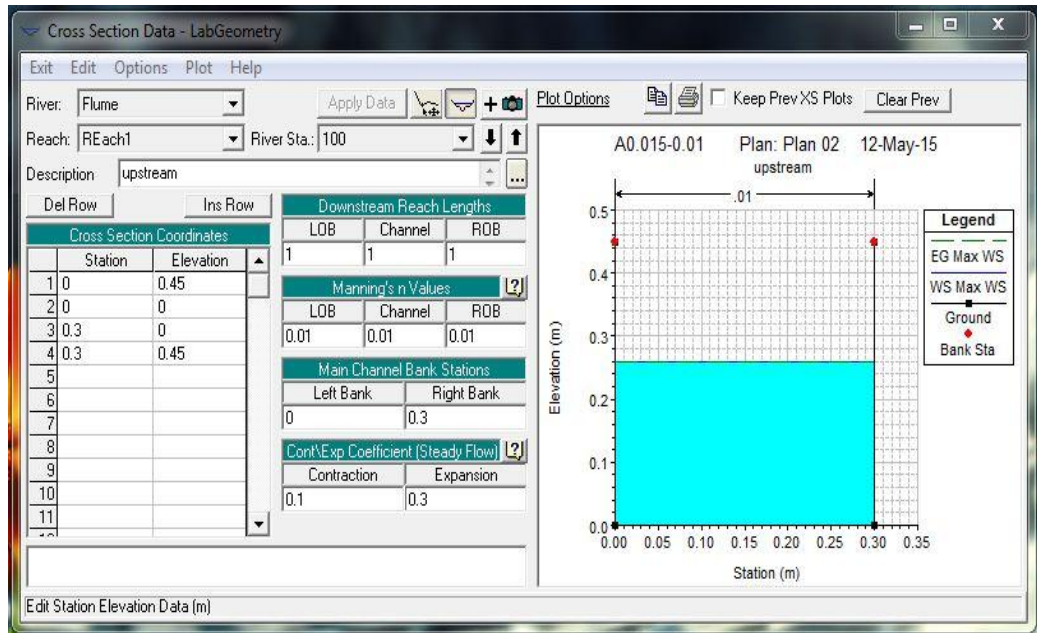 Cross Section Data - LabGeometry
X
Exit Edit Options Plot Help
River: Flume
Apply Data
+
Reach: REach1
River Sta.: 100
Description upstream
...
Del Row Ins Row
Cross Section Coordinates
Station Elevation
1 0 0.45
2 0 0
3 0.3 0
4 0.3 0.45
5
6
7
8
9
10
11
Downstream Reach Lengths
LOB Channel ROB
1 1 1
Manning's n Values ?
LOB Channel ROB
0.01 0.01 0.01
Main Channel Bank Stations
Left Bank Right Bank
0 0.3
Cont\Exp Coefficient (Steady Flow) ?
Contraction Expansion
0.1 0.3
Edit Station Elevation Data (m)
Plot Options
Keep Prev XS Plots
Clear Prev
A0.015-0.01 Plan: Plan 02 12-May-15
upstream
.01
0.5
0.4
0.3
0.2
0.1
0.0
Elevation (m)
0.00 0.05 0.10 0.15 0.20 0.25 0.30 0.35
Station (m)
Legend
EG Max WS
WS Max WS
Ground
Bank Sta